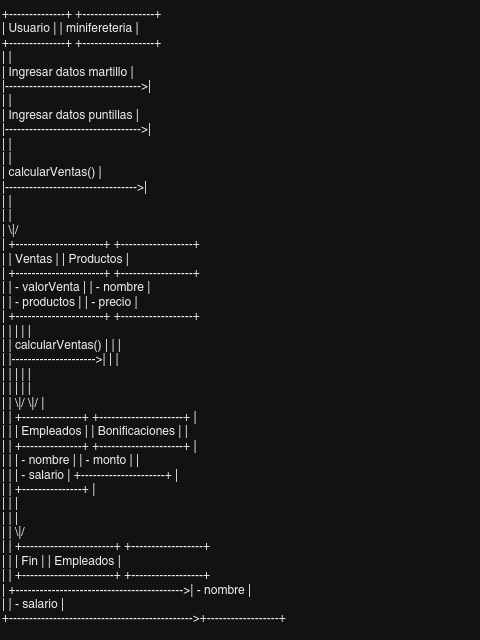 +--------------+ +------------------+
| Usuario | | minifereteria |
+--------------+ +------------------+
| |
| Ingresar datos martillo |
|---------------------------------->|
| |
| Ingresar datos puntillas |
|---------------------------------->|
| |
| |
| calcularVentas() |
|--------------------------------->|
| |
| |
| \|/
| +----------------------+ +------------------+
| | Ventas | | Productos |
| +----------------------+ +------------------+
| | - valorVenta | | - nombre |
| | - productos | | - precio |
| +----------------------+ +------------------+
| | | | |
| | calcularVentas() | | |
| |--------------------->| | |
| | | | |
| | | | |
| | \|/ \|/ |
| | +---------------+ +---------------------+ |
| | | Empleados | | Bonificaciones | |
| | +---------------+ +---------------------+ |
| | | - nombre | | - monto | |
| | | - salario | +---------------------+ |
| | +---------------+ |
| | |
| | |
| | \|/
| | +-----------------------+ +------------------+
| | | Fin | | Empleados |
| | +-----------------------+ +------------------+
| +------------------------------------------>| - nombre |
| | - salario |
+---------------------------------------------->+------------------+